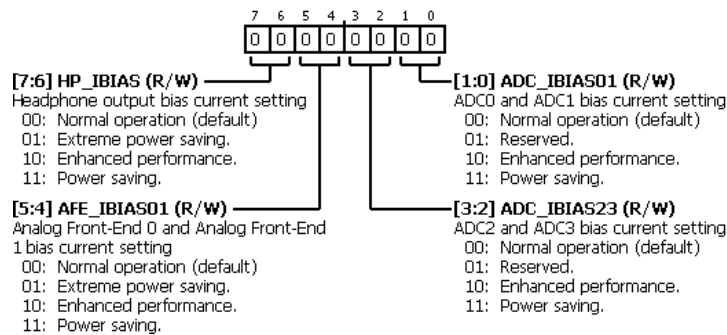 7 6 5 4 3 2 1 0
0 0 0 0 0 0 0 0
[7:6] HP_IBIAS (R/W)
Headphone output bias current setting
00: Normal operation (default)
01: Extreme power saving.
10: Enhanced performance.
11: Power saving.
[5:4] AFE_IBIAS01 (R/W)
Analog Front-End 0 and Analog Front-End
1 bias current setting
00: Normal operation (default)
01: Extreme power saving.
10: Enhanced performance.
11: Power saving.
[1:0] ADC_IBIAS01 (R/W)
ADC0 and ADC1 bias current setting
00: Normal operation (default)
01: Reserved.
10: Enhanced performance.
11: Power saving.
[3:2] ADC_IBIAS23 (R/W)
ADC2 and ADC3 bias current setting
00: Normal operation (default)
01: Reserved.
10: Enhanced performance.
11: Power saving.